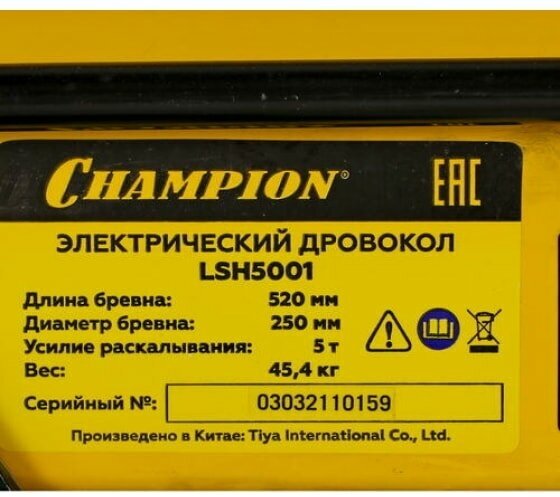 CHAMPION® EAC
ЭЛЕКТРИЧЕСКИЙ ДРОВОКОЛ
LSH5001
Длина бревна: 520 мм
Диаметр бревна: 250 мм
Усилие раскалывания: 5 т
Вес: 45,4 кг
Серийный №: 03032110159
Произведено в Китае: Tiya International Co., Ltd.